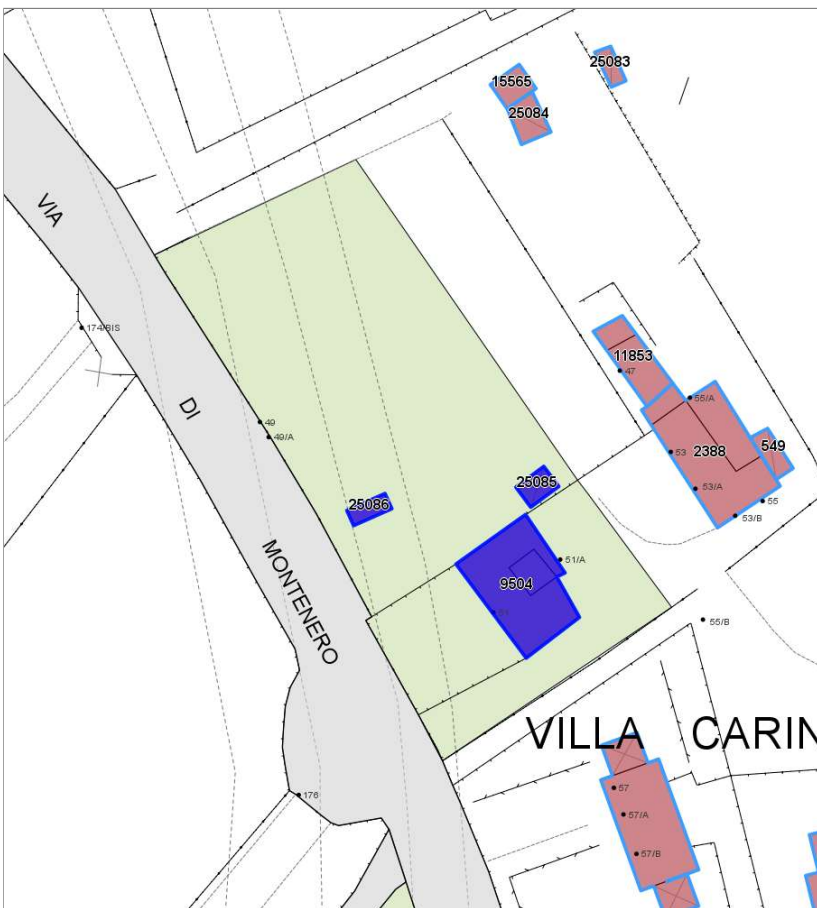 25083
15565
25084
VIA
174/BIS
11853
47
55/A
DI
49
49/A
53
2388
549
53/A
55
53/B
25085
25086
MONTENERO
51/A
9504
51
55/B
VILLA CARIN
57
57/A
57/B
176